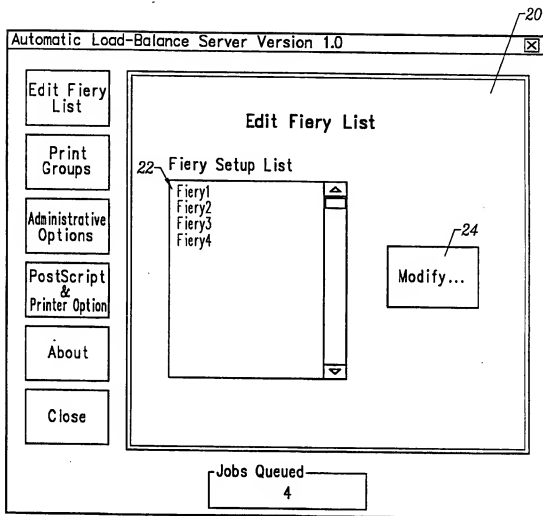 20
Automatic Load-Balance Server Version 1.0
Edit Fiery
List
Print
Groups
Administrative
Options
PostScript
&
Printer Option
About
Close
Edit Fiery List
22 Fiery Setup List
Fiery1
Fiery2
Fiery3
Fiery4
24
Modify...
Jobs Queued
4